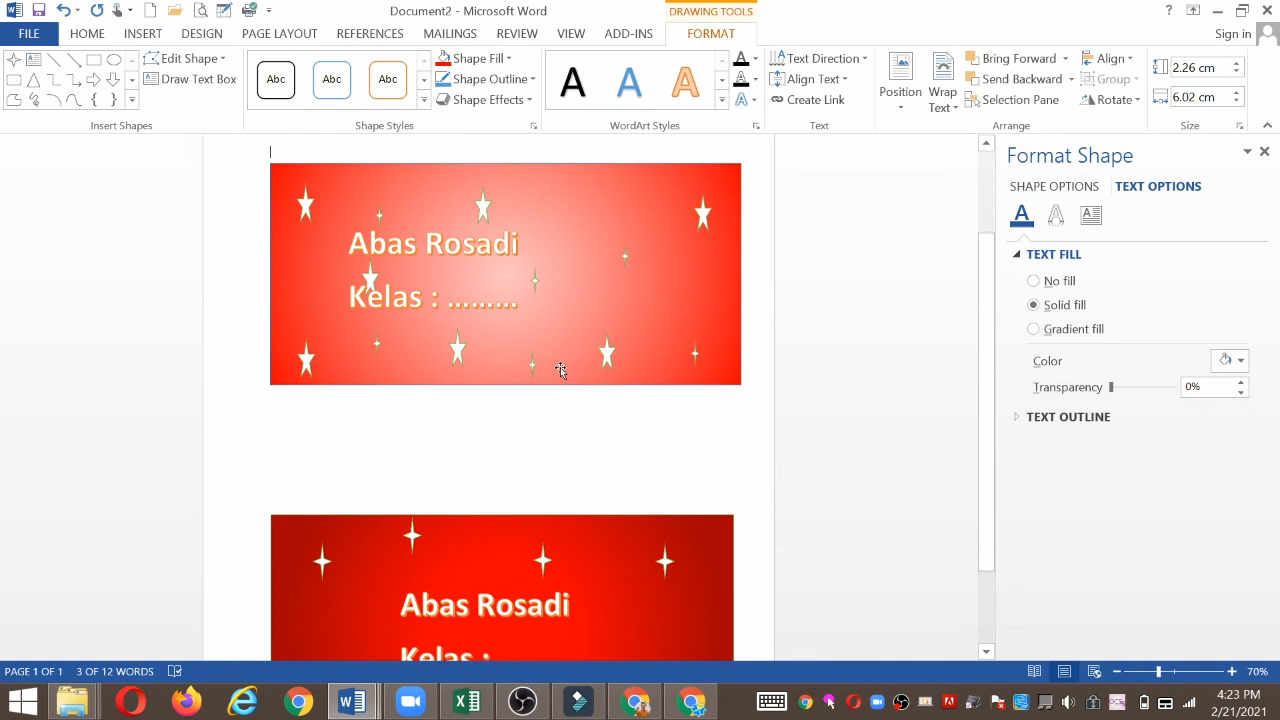 Document2 - Microsoft Word
DRAWING TOOLS
?
FILE HOME INSERT DESIGN PAGE LAYOUT REFERENCES MAILINGS REVIEW VIEW ADD-INS FORMAT Sign in
Edit Shape
Draw Text Box
Insert Shapes
Abc Abc Abc
Shape Fill
Shape Outline
Shape Effects
Shape Styles
A A A
WordArt Styles
Text Direction
Align Text
Create Link
Text
Position
Wrap Text
Bring Forward
Send Backward
Selection Pane
Align
Group
Rotate
Arrange
2.26 cm
6.02 cm
Size
Abas Rosadi
Kelas : .........
Abas Rosadi
Kelas :
Format Shape
SHAPE OPTIONS TEXT OPTIONS
TEXT FILL
No fill
Solid fill
Gradient fill
Color
Transparency 0%
TEXT OUTLINE
PAGE 1 OF 1 3 OF 12 WORDS 70%
4:23 PM
2/21/2021